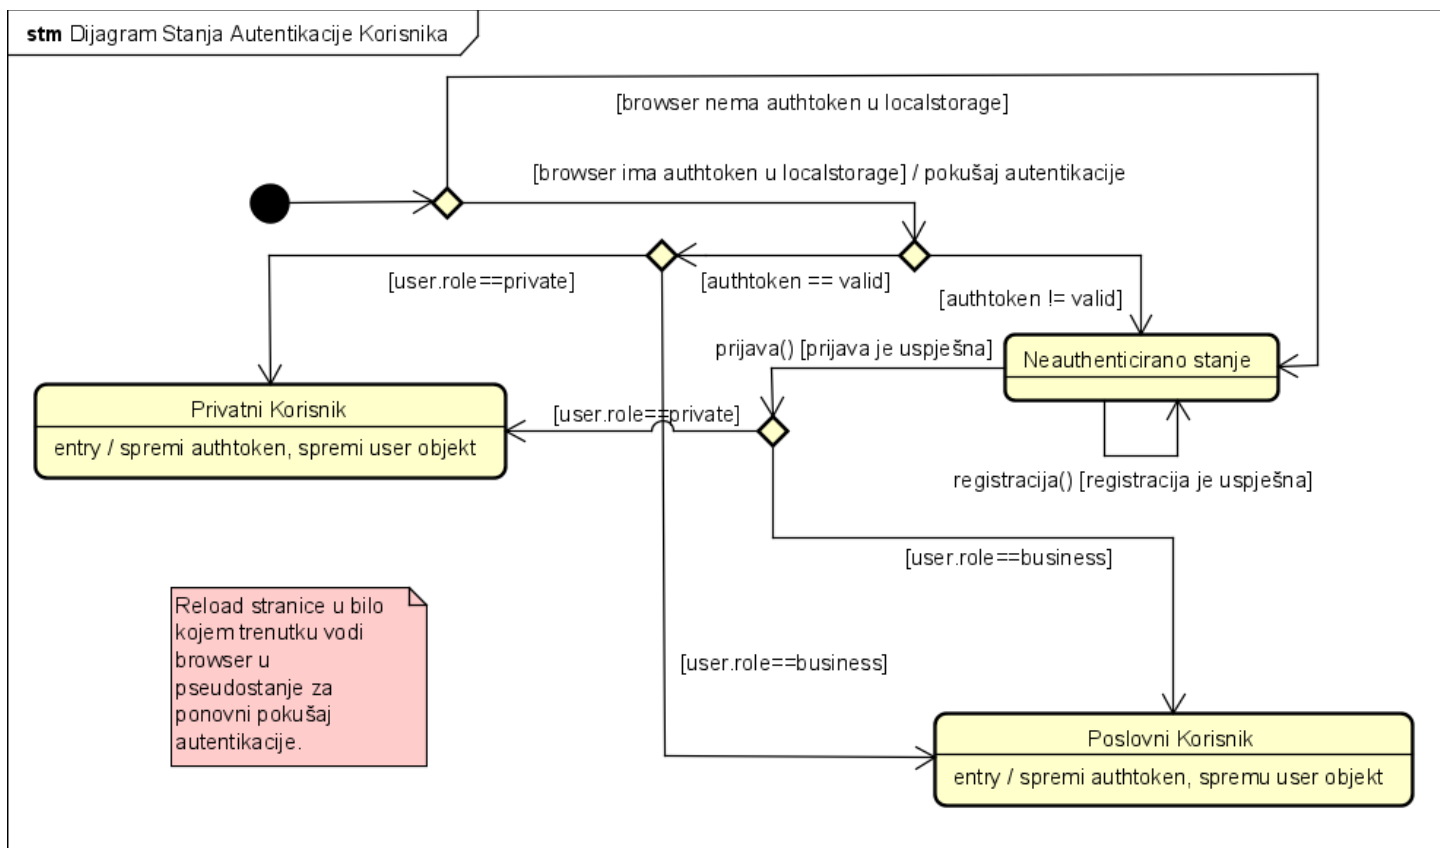 stm Dijagram Stanja Autentikacije Korisnika
[browser nema authtoken u localstorage]
[browser ima authtoken u localstorage] / pokušaj autentikacije
[user.role==private]
[authtoken == valid]
[authtoken != valid]
prijava() [prijava je uspješna]
Neauthenticirano stanje
Privatni Korisnik
entry / spremi authtoken, spremi user objekt
[user.role==private]
registracija() [registracija je uspješna]
[user.role==business]
Reload stranice u bilo
kojem trenutku vodi
browser u
pseudostanje za
ponovni pokušaj
autentikacije.
[user.role==business]
Poslovni Korisnik
entry / spremi authtoken, spremu user objekt